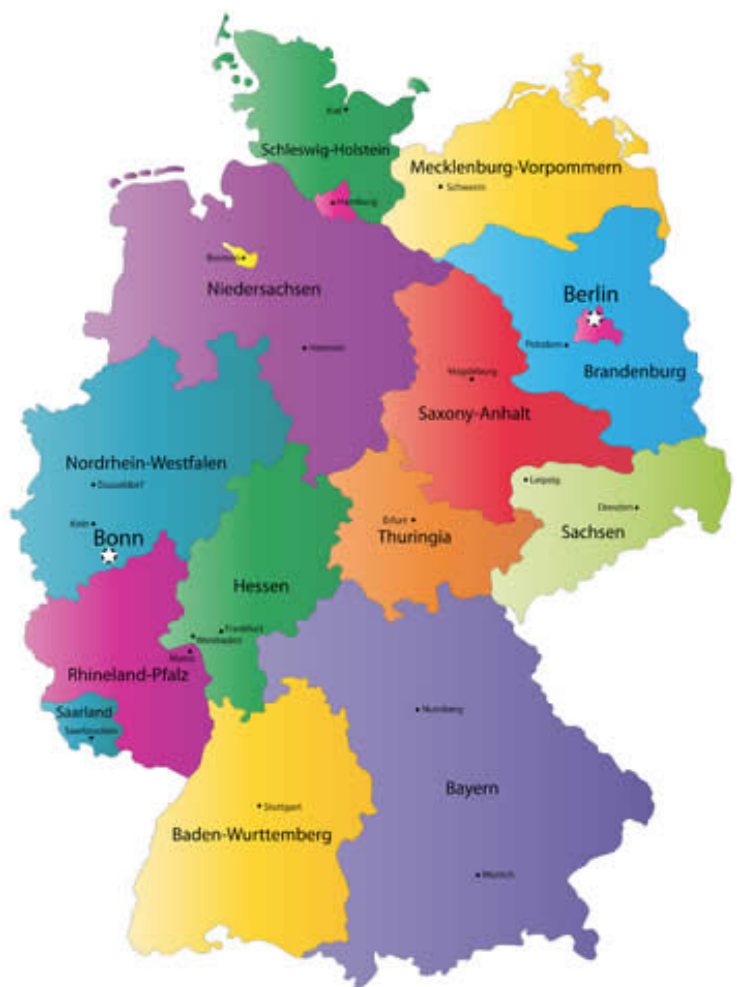 Kiel
Schleswig-Holstein
Mecklenburg-Vorpommern
Schwerin
Hamburg
Bremen
Niedersachsen
Berlin
Hannover
Potsdam
Brandenburg
Magdeburg
Saxony-Anhalt
Nordrhein-Westfalen
Dusseldorf
Leipzig
Koln
Bonn
Erfurt
Thuringia
Dresden
Sachsen
Hessen
Frankfurt
Wiesbaden
Mainz
Rhineland-Pfalz
Saarland
Saarbrucken
Nurnberg
Bayern
Stuttgart
Baden-Wurttemberg
Munich